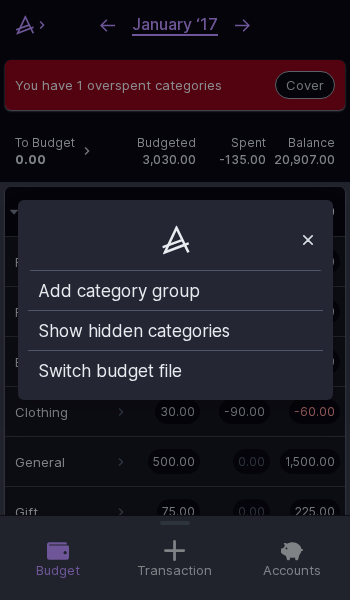 January ‘17
You have 1 overspent categories Cover
To Budget Budgeted Spent Balance
0.00 3,030.00 -135.00 20,907.00
Add category group
Show hidden categories
Switch budget file
Clothing 30.00 -90.00 -60.00
General 500.00 0.00 1,500.00
Gift 75.00 0.00 225.00
Budget Transaction Accounts